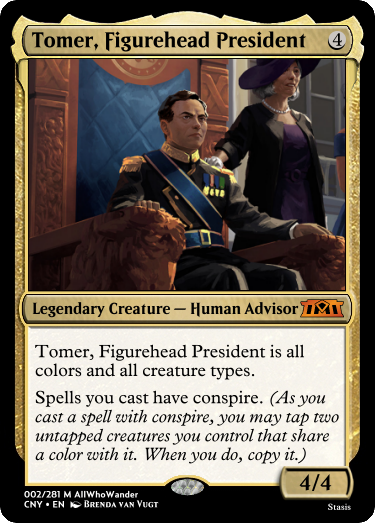 Tomer, Figurehead President 4
Legendary Creature — Human Advisor
Tomer, Figurehead President is all
colors and all creature types.
Spells you cast have conspire. (As you
cast a spell with conspire, you may tap two
untapped creatures you control that share
a color with it. When you do, copy it.)
4/4
002/281 M AllWhoWander
CNY • EN Brenda van Vugt
Stasis